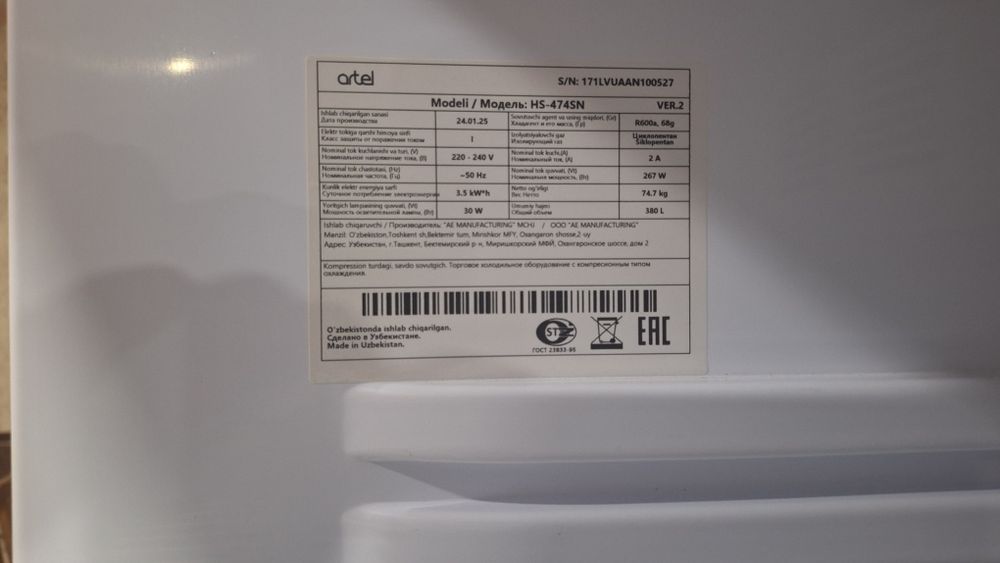 artel
S/N: 171LVUAAN100527
Modeli / Модель: HS-474SN VER.2
Ishlab chiqarilgan sanasi
Дата производства
24.01.25
Sovutuvchi agent va uning miqdori, (Gr)
Хладагент и его масса, (Гр)
R600a, 68g
Elektr tokiga qarshi himoya sinfi
Класс защиты от поражения током
I
Izolyatsiyalovchi gaz
Изолирующий газ
Циклопентан
Siklopentan
Nominal tok kuchlanishi va turi, (V)
Номинальное напряжение тока, (В)
220 - 240 V
Nominal tok kuchi,(A)
Номинальный ток, (А)
2 A
Nominal tok chastotasi, (Hz)
Номинальная частота, (Гц)
~50 Hz
Nominal tok quvvati, (Vt)
Номинальная мощность, (Вт)
267 W
Kunlik elektr energiya sarfi
Суточное потребление электроэнергии
3.5 kW*h
Netto og'irligi
Вес Нетто
74.7 kg
Yoritgich lampasining quvvati, (Vt)
Мощность осветительной лампы, (Вт)
30 W
Umumiy hajmi
Общий объем
380 L
Ishlab chiqaruvchi / Производитель: "AE MANUFACTURING" MCHJ / ООО "AE MANUFACTURING"
Manzil: O'zbekiston,Toshkent sh,Bektemir tum, Mirishkor MFY, Oxangaron shosse,2-uy
Адрес: Узбекистан, г.Ташкент, Бектемирский р-н, Миришкорский МФЙ, Охангаронское шоссе, дом 2
Kompression turdagi, savdo sovutgich. Торговое холодильное оборудование с компресионным типом
охлаждения.
O'zbekistonda ishlab chiqarilgan.
Сделано в Узбекистане.
Made in Uzbekistan.
ГОСТ 23833-95
EAC